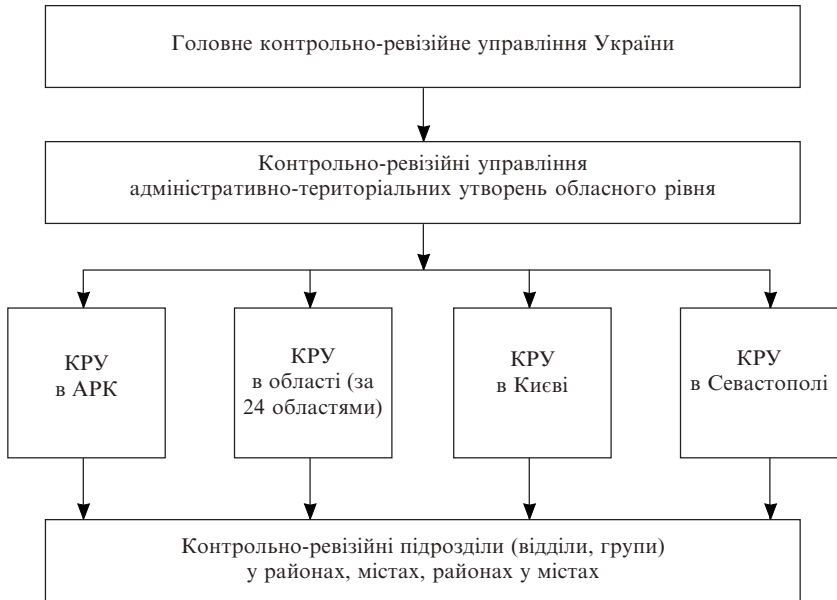 Головне контрольно-ревізійне управління України
Контрольно-ревізійні управління
адміністративно-територіальних утворень обласного рівня
КРУ
в АРК
КРУ
в області (за
24 областями)
КРУ
в Києві
КРУ
в Севастополі
Контрольно-ревізійні підрозділи (відділи, групи)
у районах, містах, районах у містах